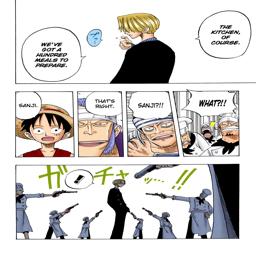 THE
KITCHEN,
OF
COURSE.
WE'VE
GOT A
HUNDRED
MEALS TO
PREPARE.
SANJI.
THAT'S
RIGHT.
SANJI?!!
WHAT?!!
ガチャッ…!!
!